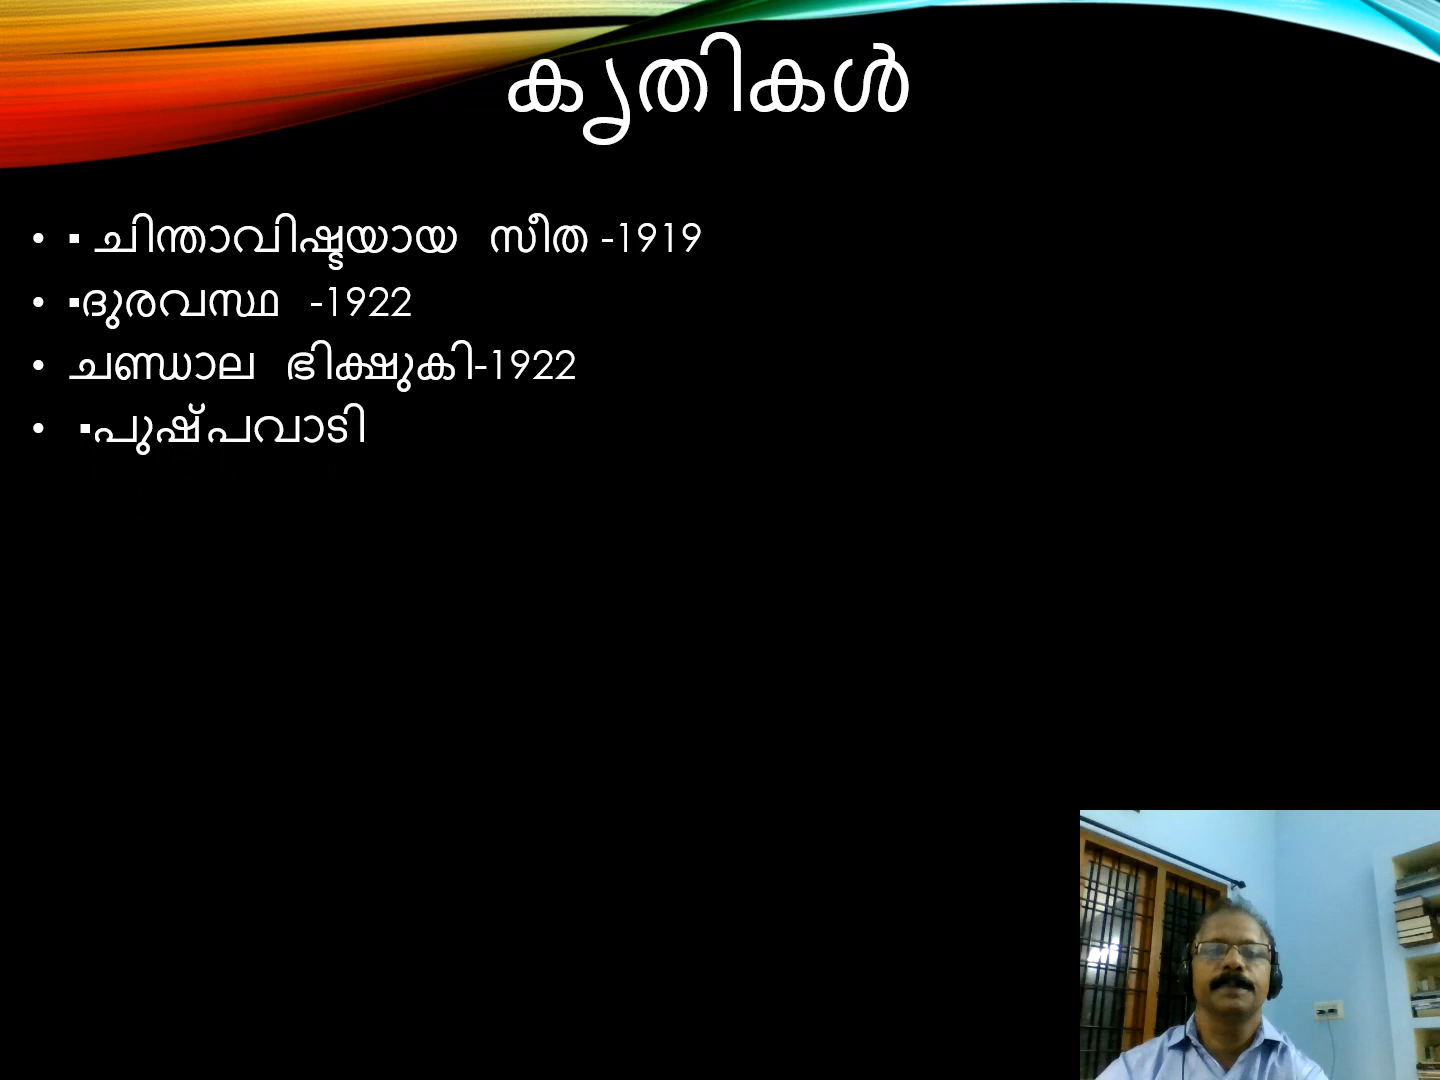 കൃതികൾ
• ▪ ചിന്താവിഷ്ടയായ സീത -1919
• ▪ദുരവസ്ഥ -1922
• ചണ്ഡാല ഭിക്ഷുകി-1922
• ▪പുഷ്പവാടി